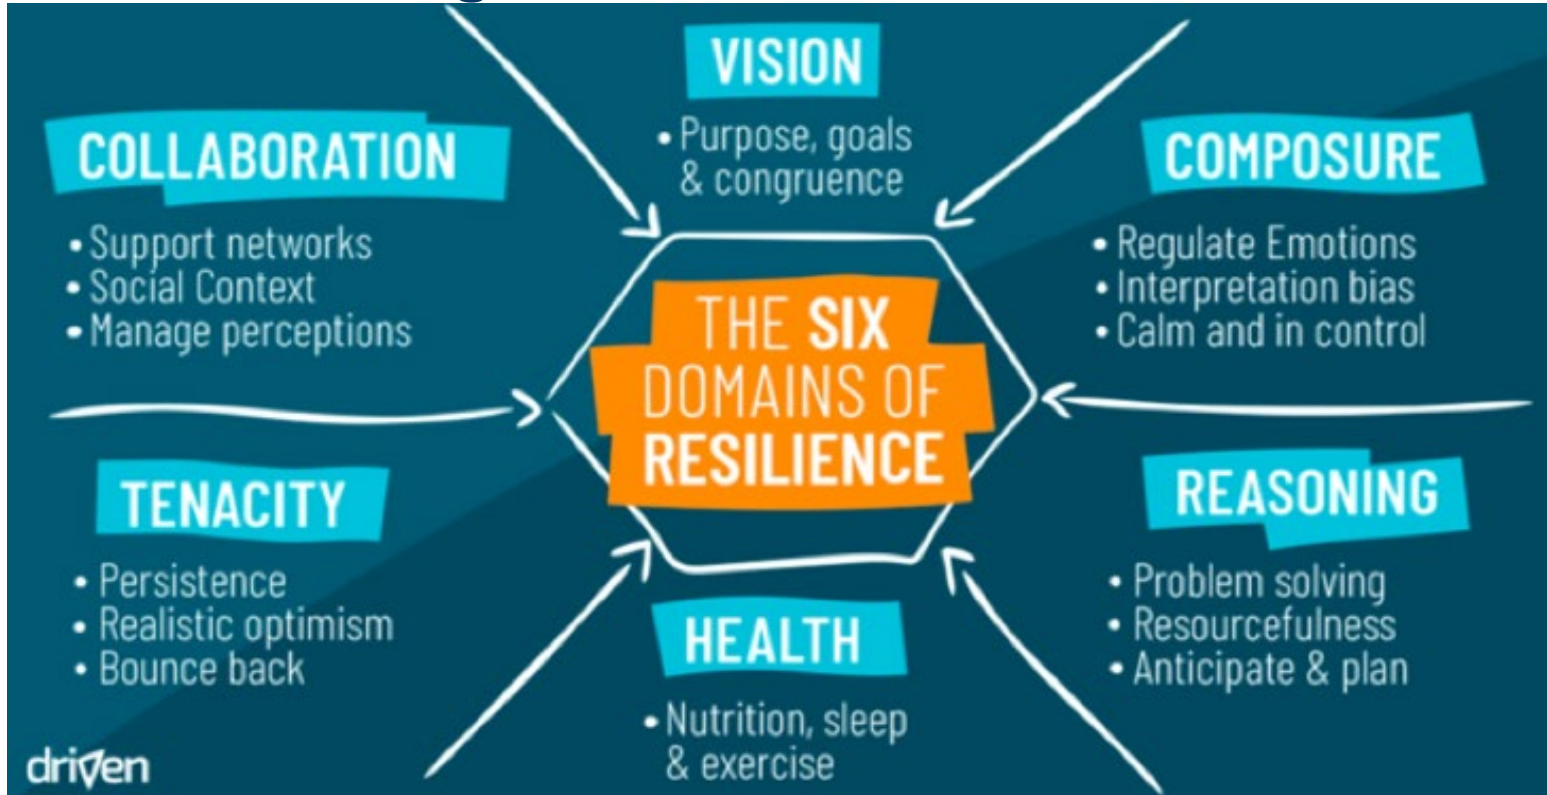 VISION
• Purpose, goals
& congruence
COLLABORATION
• Support networks
• Social Context
• Manage perceptions
COMPOSURE
• Regulate Emotions
• Interpretation bias
• Calm and in control
THE SIX
DOMAINS OF
RESILIENCE
TENACITY
• Persistence
• Realistic optimism
• Bounce back
REASONING
• Problem solving
• Resourcefulness
• Anticipate & plan
HEALTH
• Nutrition, sleep
& exercise
driven